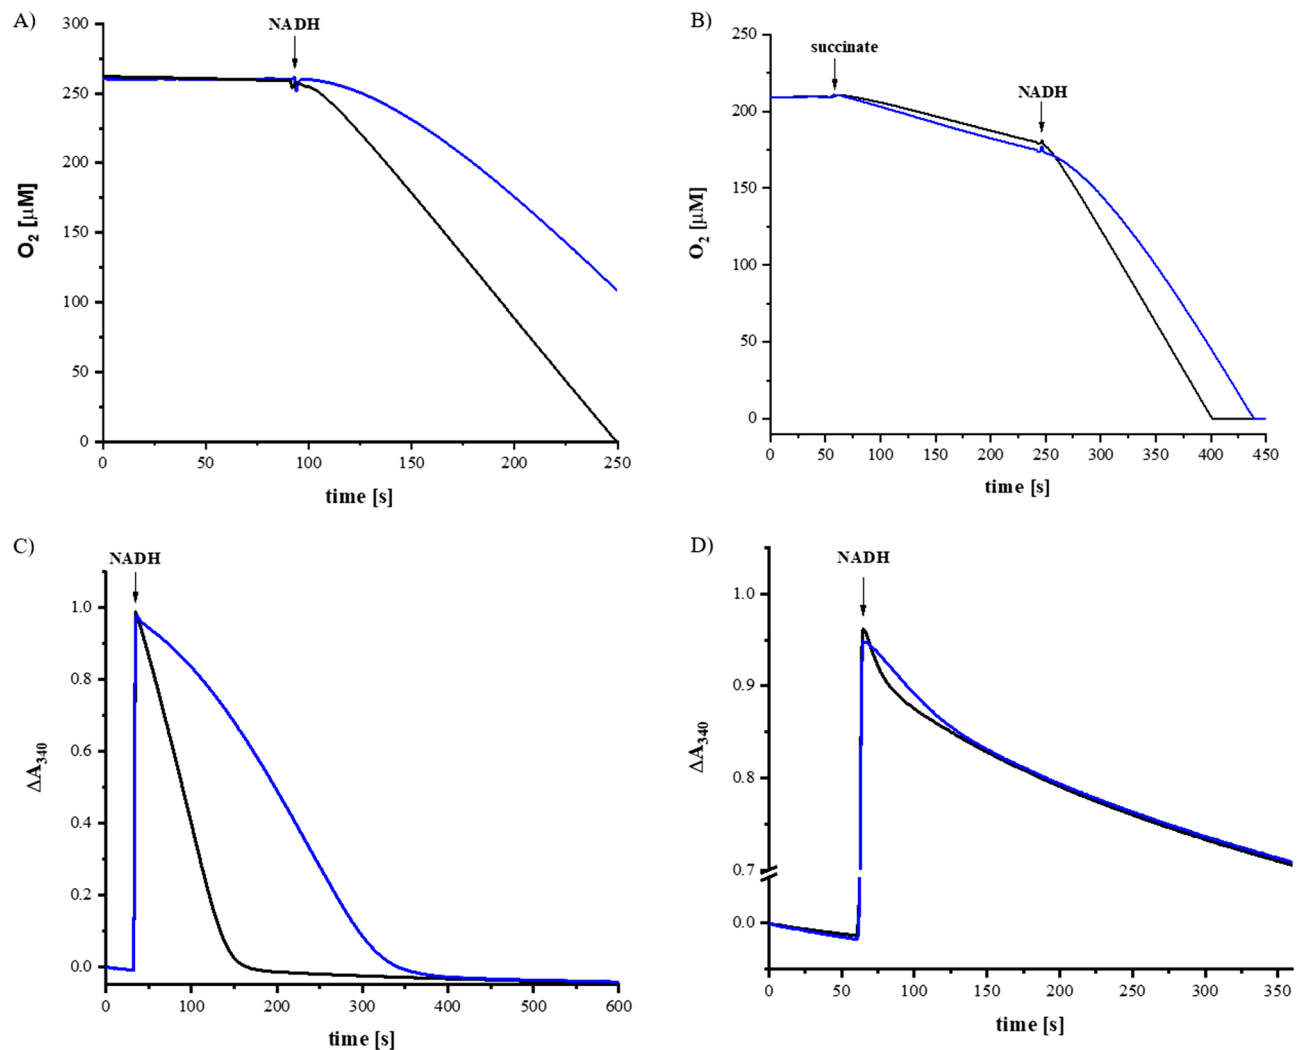 A)
NADH
300
250
200
150
100
50
0
O₂ [µM]
0 50 100 150 200 250
time [s]
B)
succinate
NADH
250
200
150
100
50
0
O₂ [µM]
0 50 100 150 200 250 300 350 400 450
time [s]
C)
NADH
1.0
0.8
0.6
0.4
0.2
0.0
ΔA₃₄₀
0 100 200 300 400 500 600
time [s]
D)
NADH
1.0
0.9
0.8
0.7
0.0
ΔA₃₄₀
0 50 100 150 200 250 300 350
time [s]